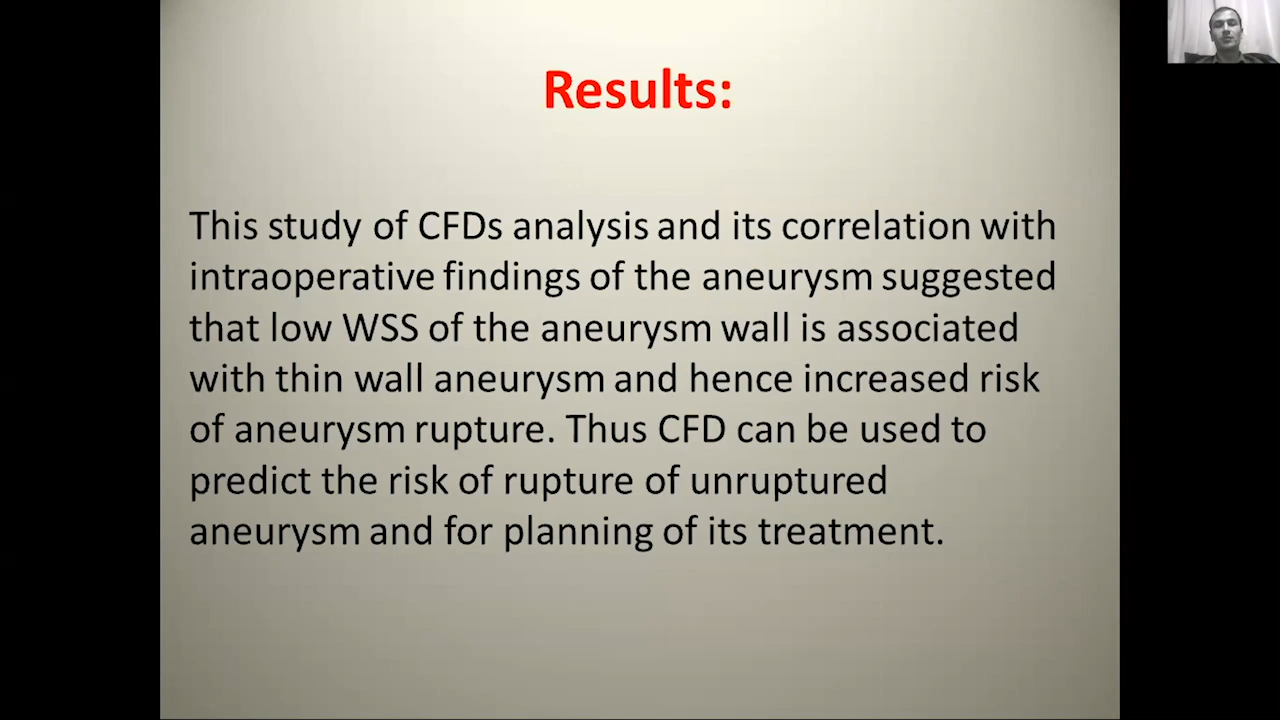 Results:
This study of CFDs analysis and its correlation with
intraoperative findings of the aneurysm suggested
that low WSS of the aneurysm wall is associated
with thin wall aneurysm and hence increased risk
of aneurysm rupture. Thus CFD can be used to
predict the risk of rupture of unruptured
aneurysm and for planning of its treatment.